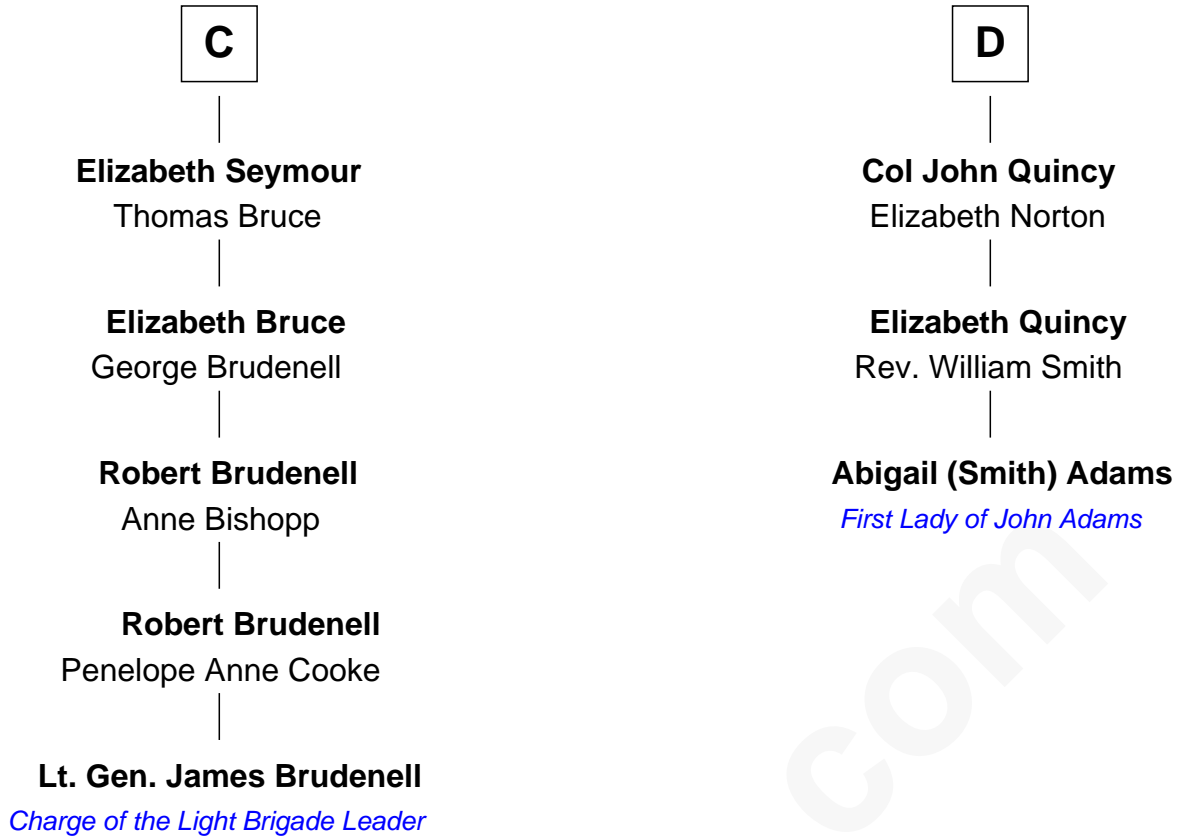 C
Elizabeth Seymour
Thomas Bruce
Elizabeth Bruce
George Brudenell
Robert Brudenell
Anne Bishopp
Robert Brudenell
Penelope Anne Cooke
Lt. Gen. James Brudenell
Charge of the Light Brigade Leader
D
Col John Quincy
Elizabeth Norton
Elizabeth Quincy
Rev. William Smith
Abigail (Smith) Adams
First Lady of John Adams
com